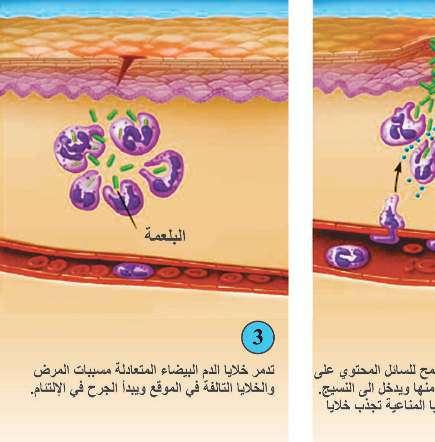 البلعمة
3
تدمر خلايا الدم البيضاء المتعادلة مسببات المرض
والخلايا التالفة في الموقع ويبدأ الجرح في الإلتئام.
مح للسائل المحتوي على
منها ويدخل الى النسيج.
يا المناعية تجذب خلايا